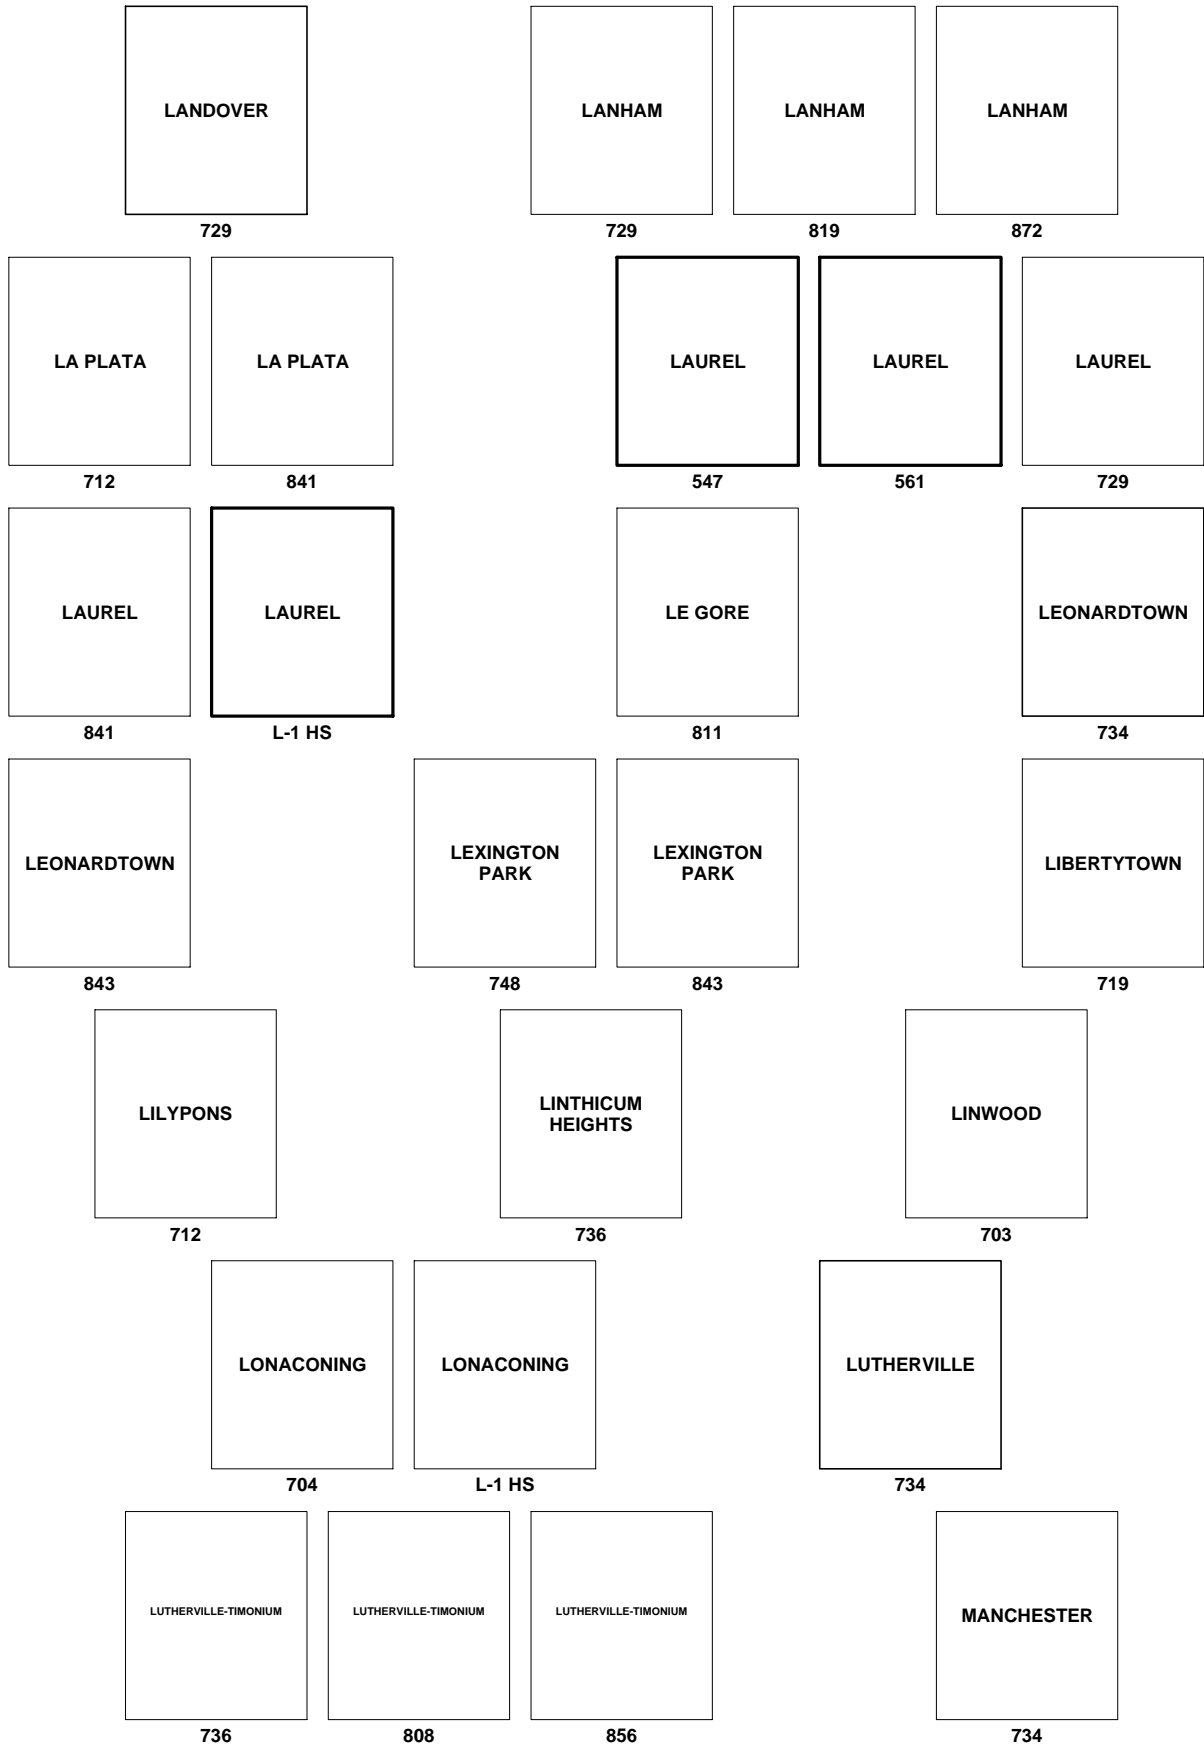 LANDOVER
LANHAM
LANHAM
LANHAM
729
729
819
872
LA PLATA
LA PLATA
LAUREL
LAUREL
LAUREL
712
841
547
561
729
LAUREL
LAUREL
LE GORE
LEONARDTOWN
841
L-1 HS
811
734
LEONARDTOWN
LEXINGTON
PARK
LEXINGTON
PARK
LIBERTYTOWN
843
748
843
719
LILYPONS
LINTHICUM
HEIGHTS
LINWOOD
712
736
703
LONACONING
LONACONING
LUTHERVILLE
704
L-1 HS
734
LUTHERVILLE-TIMONIUM
LUTHERVILLE-TIMONIUM
LUTHERVILLE-TIMONIUM
MANCHESTER
736
808
856
734